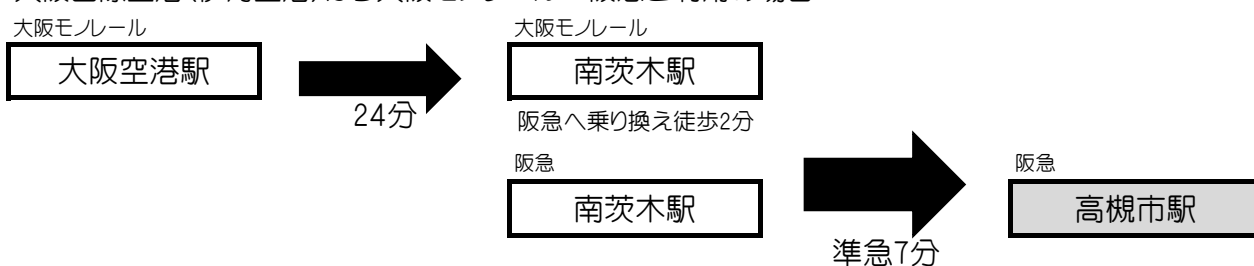 大阪モノレール
大阪空港駅
24分
大阪モノレール
南茨木駅
阪急へ乗り換え徒歩2分
阪急
南茨木駅
準急7分
阪急
高槻市駅